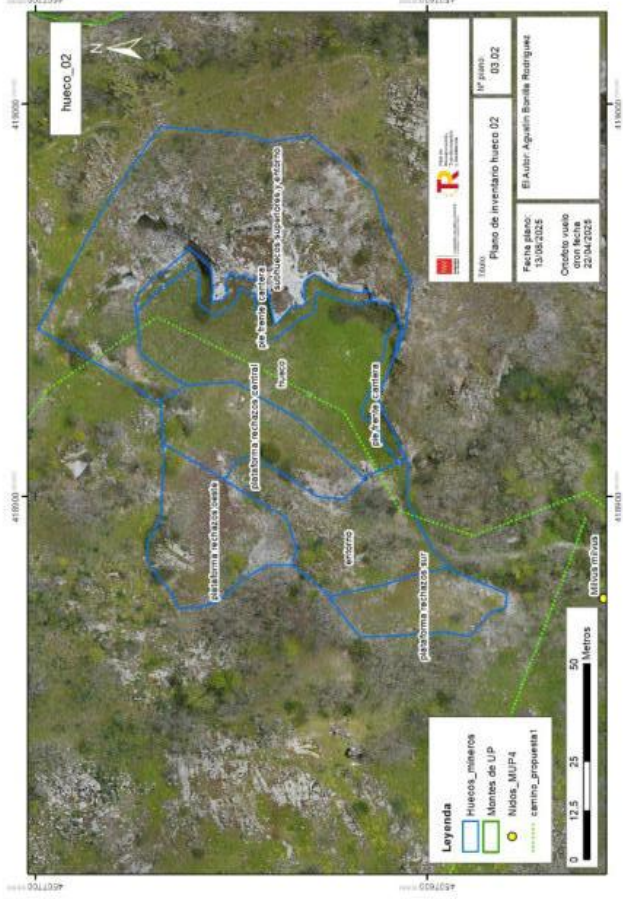 hueco_02
N
419000
418900
4607700
4607600
subhuecos superiores y entorno
pie frente cantera
hueco
plataforma rechazos central
pie frente cantera
plataforma rechazos oeste
entorno
plataforma rechazos sur
Milvus milvus
Título:
Plano de inventario hueco 02
Nº plano:
03.02
Fecha plano:
13/08/2025
Ortofoto vuelo
dron fecha
22/04/2025
El Autor: Agustín Bonilla Rodríguez
Leyenda
Huecos_mineros
Montes de UP
Nidos_MUP4
camino_propuesta1
0 12,5 25 50
Metros
419000